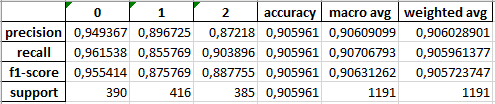 0 1 2 accuracy macro avg weighted avg
precision 0,949367 0,896725 0,87218 0,905961 0,90609099 0,906028901
recall 0,961538 0,855769 0,903896 0,905961 0,90706793 0,905961377
f1-score 0,955414 0,875769 0,887755 0,905961 0,90631262 0,905723747
support 390 416 385 0,905961 1191 1191